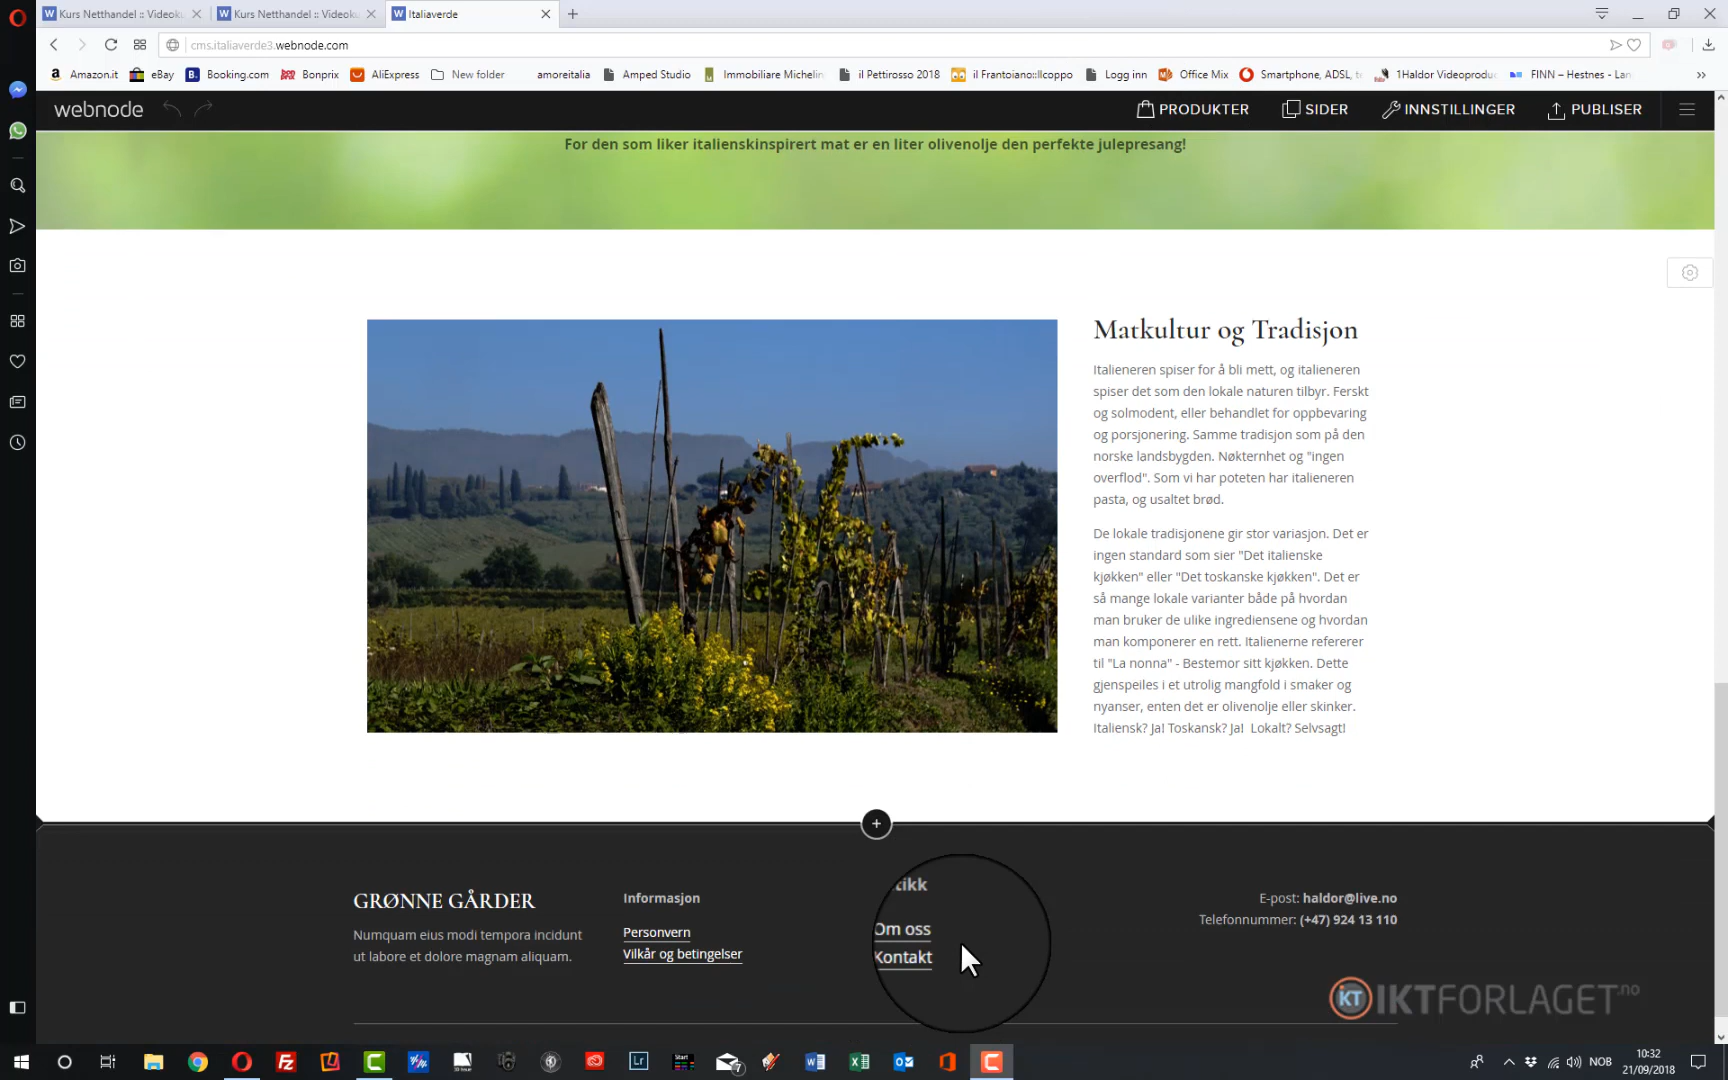 Kurs Netthandel :: Videoku
Kurs Netthandel :: Videoku
Italiaverde
cms.italiaverde3.webnode.com
Amazon.it
eBay
Booking.com
Bonprix
AliExpress
New folder
amoreitalia
Amped Studio
Immobiliare Michelin
il Pettirosso 2018
il Frantoiano::Ilcoppo
Logg inn
Office Mix
Smartphone, ADSL,
1Haldor Videoproduc
FINN – Hestnes - Lan
webnode
PRODUKTER
SIDER
INNSTILLINGER
PUBLISER
For den som liker italienskinspirert mat er en liter olivenolje den perfekte julepresang!
Matkultur og Tradisjon
Italieneren spiser for å bli mett, og italieneren
spiser det som den lokale naturen tilbyr. Ferskt
og solmodent, eller behandlet for oppbevaring
og porsjonering. Samme tradisjon som på den
norske landsbygden. Nøkternhet og "ingen
overflod". Som vi har poteten har italieneren
pasta, og usaltet brød.
De lokale tradisjonene gir stor variasjon. Det er
ingen standard som sier "Det italienske
kjøkken" eller "Det toskanske kjøkken". Det er
så mange lokale varianter både på hvordan
man bruker de ulike ingrediensene og hvordan
man komponerer en rett. Italienerne refererer
til "La nonna" - Bestemor sitt kjøkken. Dette
gjenspeiles i et utrolig mangfold i smaker og
nyanser, enten det er olivenolje eller skinker.
Italiensk? Ja! Toskansk? Ja! Lokalt? Selvsagt!
GRØNNE GÅRDER
Numquam eius modi tempora incidunt
ut labore et dolore magnam aliquam.
Informasjon
Personvern
Vilkår og betingelser
tikk
Om oss
Kontakt
E-post: haldor@live.no
Telefonnummer: (+47) 924 13 110
IKTFORLAGET.no
NOB
10:32
21/09/2018